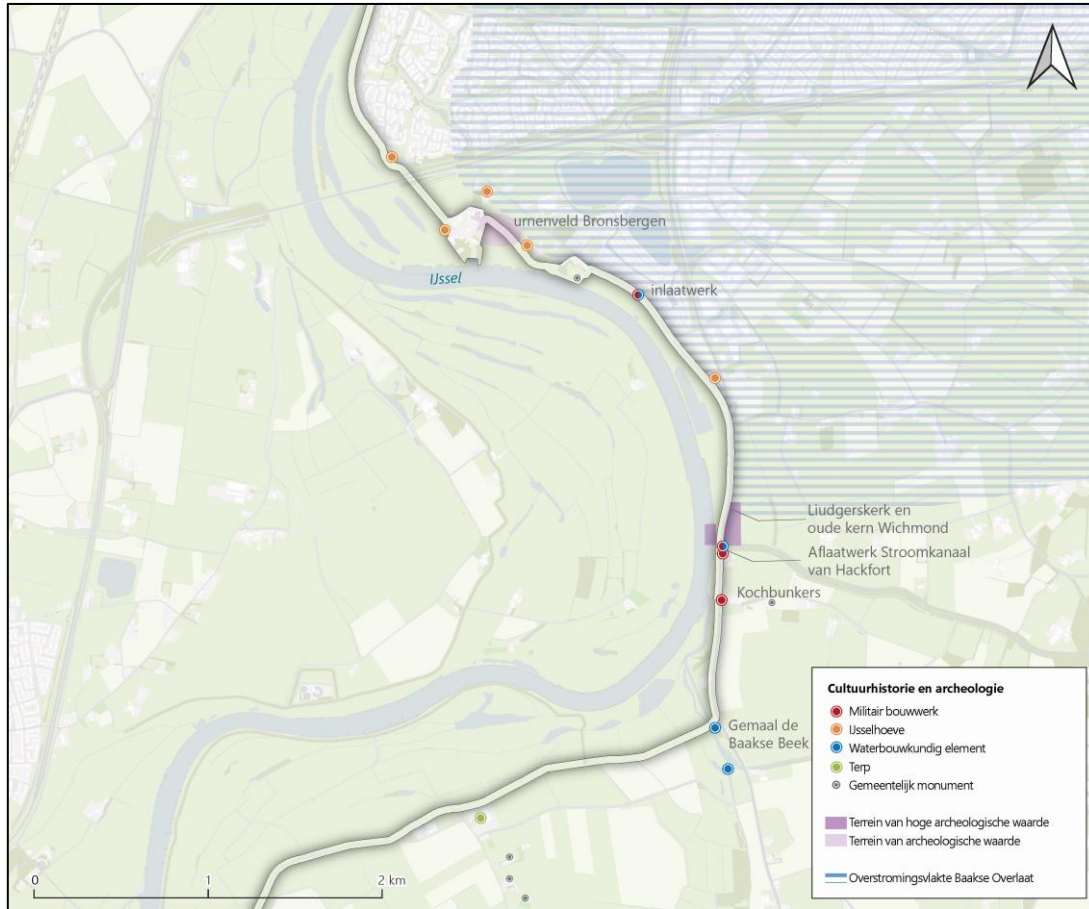 urnenveld Bronsbergen
IJssel
inlaatwerk
Liudgerskerk en
oude kern Wichmond
Aflaatwerk Stroomkanaal
van Hackfort
Kochbunkers
Gemaal de
Baakse Beek
Cultuurhistorie en archeologie
Militair bouwwerk
IJsselhoeve
Waterbouwkundig element
Terp
Gemeentelijk monument
Terrein van hoge archeologische waarde
Terrein van archeologische waarde
Overstromingsvlakte Baakse Overlaat
0 1 2 km